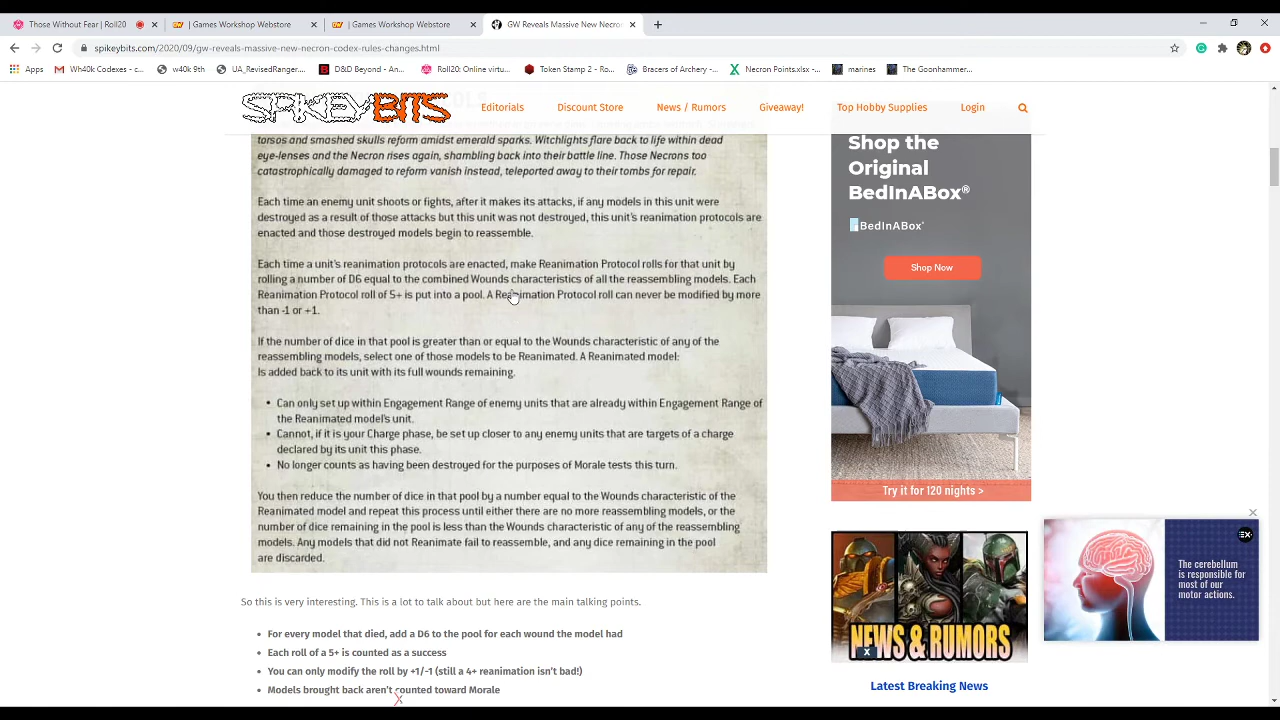 Those Without Fear | Roll20
| Games Workshop Webstore
| Games Workshop Webstore
GW Reveals Massive New Necro
spikeybits.com/2020/09/gw-reveals-massive-new-necron-codex-rules-changes.html
Apps
Wh40k Codexes - c...
w40k 9th
UA_RevisedRanger....
D&D Beyond - An...
Roll20: Online virtu...
Token Stamp 2 - Ro...
Bracers of Archery -...
Necron Points.xlsx -...
marines
The Goonhammer...
SPIKEYBITS
Editorials
Discount Store
News / Rumors
Giveaway!
Top Hobby Supplies
Login
torsos and smashed skulls reform amidst emerald sparks. Witchlights flare back to life within dead
eye-lenses and the Necron rises again, shambling back into their battle line. Those Necrons too
catastrophically damaged to reform vanish instead, teleported away to their tombs for repair.
Each time an enemy unit shoots or fights, after it makes its attacks, if any models in this unit were
destroyed as a result of those attacks but this unit was not destroyed, this unit's reanimation protocols are
enacted and those destroyed models begin to reassemble.
Each time a unit's reanimation protocols are enacted, make Reanimation Protocol rolls for that unit by
rolling a number of D6 equal to the combined Wounds characteristics of all the reassembling models. Each
Reanimation Protocol roll of 5+ is put into a pool. A Reanimation Protocol roll can never be modified by more
than -1 or +1.
If the number of dice in that pool is greater than or equal to the Wounds characteristic of any of the
reassembling models, select one of those models to be Reanimated. A Reanimated model:
Is added back to its unit with its full wounds remaining.
• Can only set up within Engagement Range of enemy units that are already within Engagement Range of
the Reanimated model's unit.
• Cannot, if it is your Charge phase, be set up closer to any enemy units that are targets of a charge
declared by its unit this phase.
• No longer counts as having been destroyed for the purposes of Morale tests this turn.
You then reduce the number of dice in that pool by a number equal to the Wounds characteristic of the
Reanimated model and repeat this process until either there are no more reassembling models, or the
number of dice remaining in the pool is less than the Wounds characteristic of any of the reassembling
models. Any models that did not Reanimate fail to reassemble, and any dice remaining in the pool
are discarded.
So this is very interesting. This is a lot to talk about but here are the main talking points.
• For every model that died, add a D6 to the pool for each wound the model had
• Each roll of a 5+ is counted as a success
• You can only modify the roll by +1/-1 (still a 4+ reanimation isn't bad!)
• Models brought back aren't counted toward Morale
X
Shop the
Original
BedInABox®
BedInABox®
Shop Now
Try it for 120 nights >
NEWS & RUMORS
X
Latest Breaking News
The cerebellum
is responsible for
most of our
motor actions.